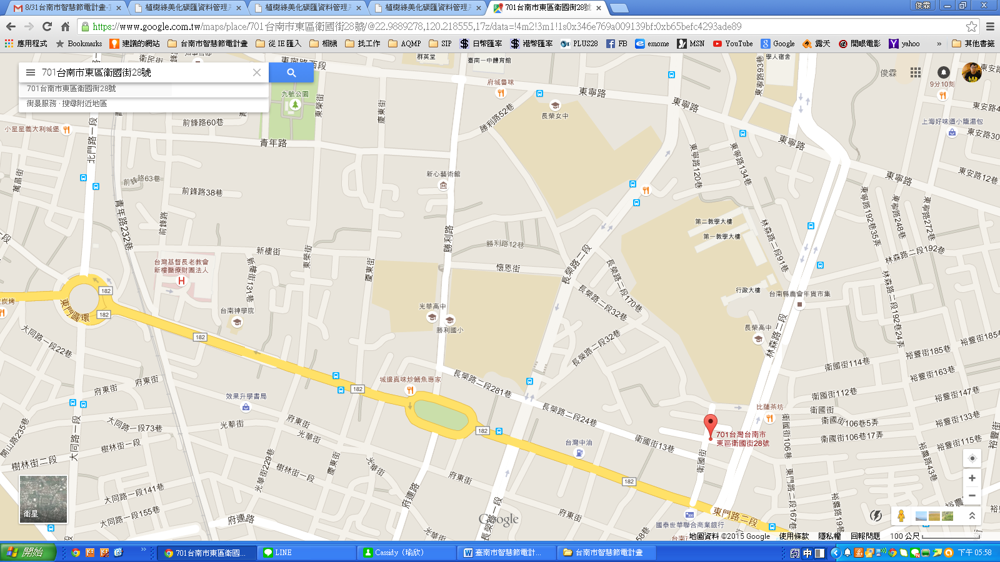 8/31台南市智慧節電計畫-
植樹綠美化碳匯資料管理
植樹綠美化碳匯資料管理
植樹綠美化碳匯資料管理
701台南市東區衛國街28號
俊霖
https://www.google.com.tw/maps/place/701台南市東區衛國街28號/@22.9889278,120.218555,17z/data=!4m2!3m1!1s0x346e769a009139bf:0xb65befc4293ade89
應用程式 Bookmarks 建議的網站 台南市智慧節電計畫 從 IE 匯入 相機 找工作 AQMP SIP 日幣匯率 港幣匯率 PLUS28 FB emome MSN YouTube Google 露天 開眼電影 yahoo » 其他書籤
701台南市東區衛國街28號
701台南市東區衛國街28號
街景服務 · 搜尋附近地區
衛民街
東寧路西段
群英堂
臺南一中體育館
東寧路93巷
學人宿舍
俊霖
9分10刻
東安路
府城魯味
東寧路
東寧路
九號公園
東榮街
慶東街
勝利路52巷
長榮女中
上海好味道小籠湯包
東安路30
前鋒路60巷
小星星義大利城堡
北門路一段
青年路
東寧路
東寧路120巷
東寧路134巷
萬昌街
前鋒路63巷
前鋒路38巷
新心藝術館
東安路12巷
東寧路
青年路232巷
前鋒路
勝利路
第二教學大樓
第一教學大樓
東寧路192巷35弄
東寧路248巷
東寧路272巷
林森路二段91巷
林森路二段192巷
勝利路12巷
新樓街
東榮街
慶東街
懷恩街
長榮路二段
台灣基督長老教會
新樓醫療財團法人
新樓街131巷
長榮路二段170巷
長榮路二段32巷
行政大樓
台南縣農會年貨市集
林森路二段192巷24弄
182
182
東門圓環
台南神學院
光華高中
勝利國小
長榮高中
林森路二段
大同路一段22巷
182
長榮路二段32巷
裕豐街185巷
裕豐街185
衛國街114巷
裕豐街163巷
府東街
府東街
城邊真味炒鱔魚專家
182
長榮路二段281巷
衛國街112巷
裕豐街147巷
效果升學書局
長榮路二段24巷
比薩茶坊
衛國街
裕豐街133巷
開山路235巷
大同路一段
大同路一段73巷
光華街
府東街
光華街
182
衛國街106巷
衛國街106巷5弄
衛國街106巷17弄
裕豐街115巷
裕豐街
701台灣台南市
東區衛國街28號
樹林街一段
樹林街二段
台灣中油
衛國街13巷
衛國街
光華街229巷
樹林街一段
慶東街
光華街
裕豐路43巷
大同路一段141巷
府連路
府東街
182
東門路二段
衛星
大同路一段155巷
府連路
光華街
長榮路一段
府東街
國泰世華聯合商業銀行
東門路二段167巷
Google
地圖資料 ©2015 Google 使用條款 隱私權 回報問題 100 公尺
開始
»
701台南市東區衛國...
LINE
Cassidy (瑜欣)
臺南市智慧節電計...
台南市智慧節電計畫
中
下午 05:58